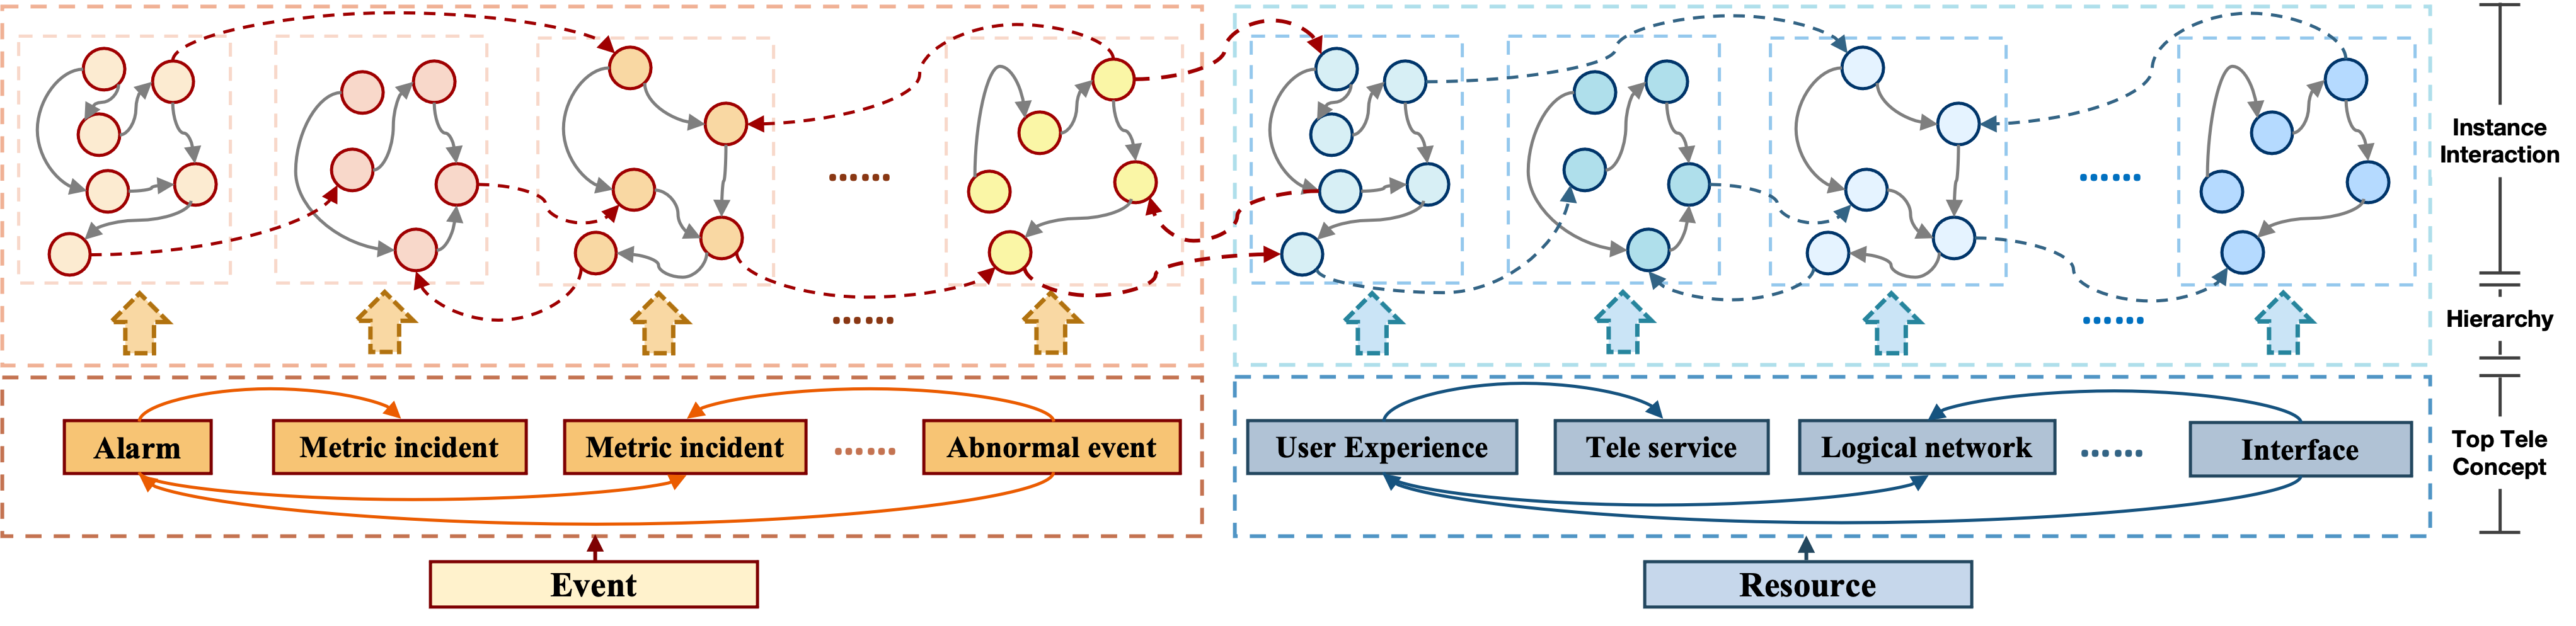 Instance
Interaction
Hierarchy
Alarm
Metric incident
Metric incident
Abnormal event
User Experience
Tele service
Logical network
Interface
Top Tele
Concept
Event
Resource